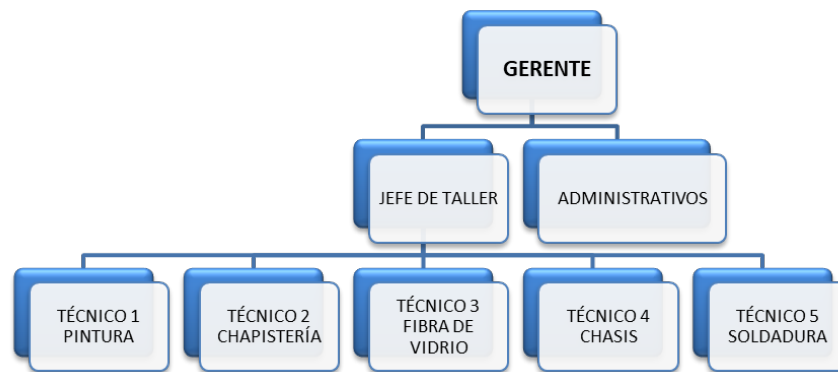 GERENTE
JEFE DE TALLER
ADMINISTRATIVOS
TÉCNICO 1
PINTURA
TÉCNICO 2
CHAPISTERÍA
TÉCNICO 3
FIBRA DE
VIDRIO
TÉCNICO 4
CHASIS
TÉCNICO 5
SOLDADURA